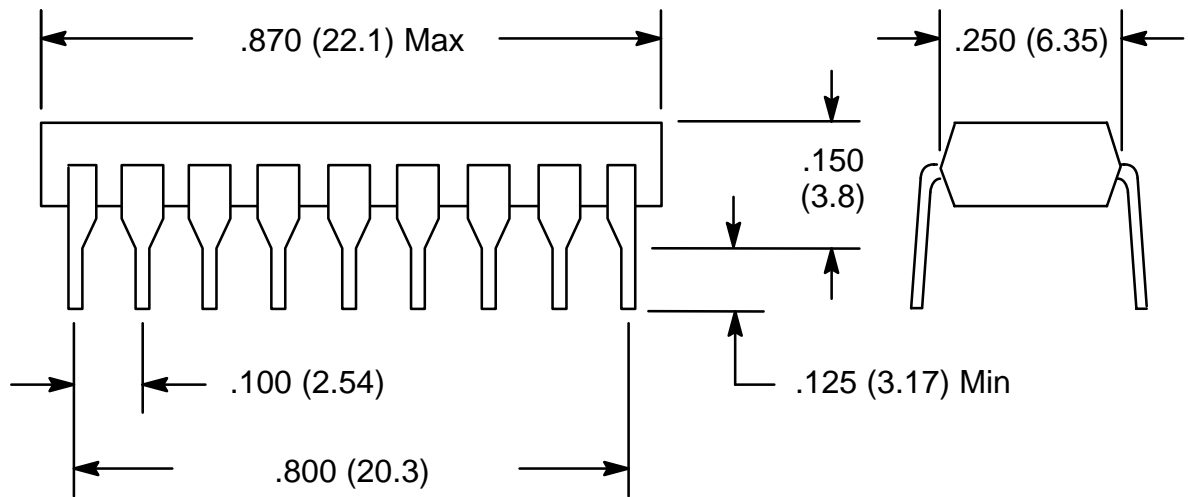 .870 (22.1) Max
.250 (6.35)
.150
(3.8)
.100 (2.54)
.125 (3.17) Min
.800 (20.3)